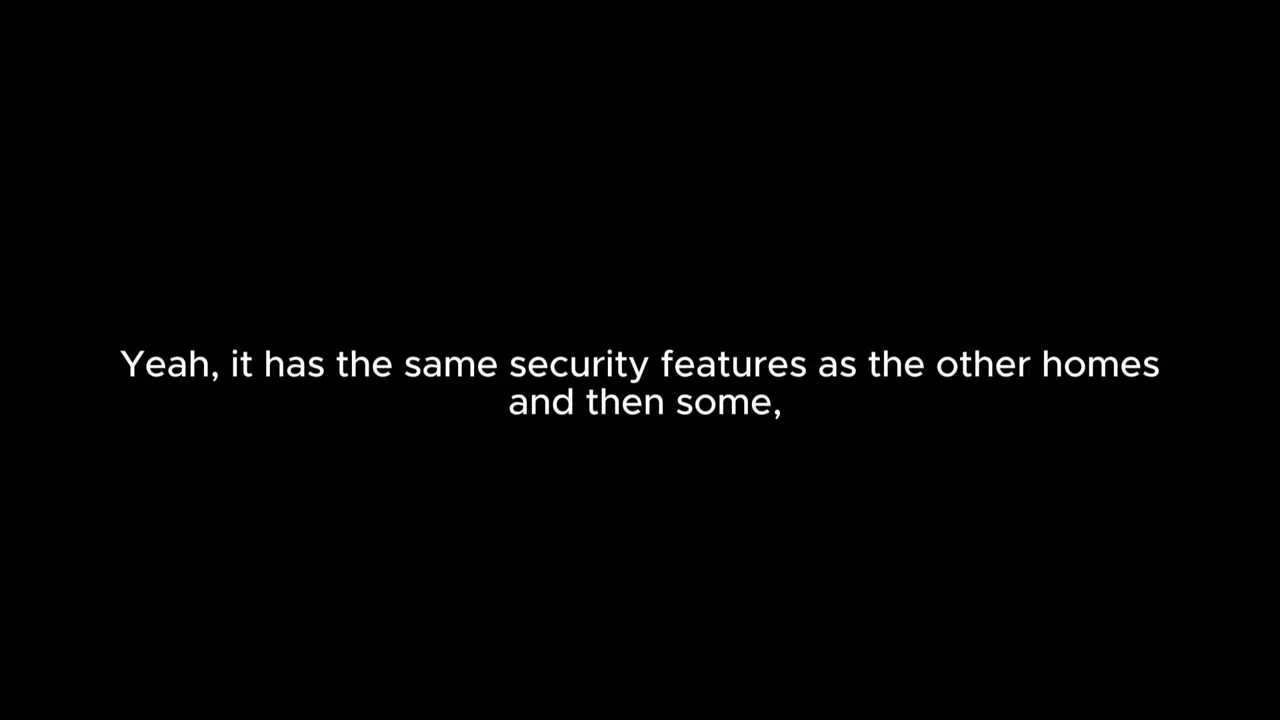 Yeah, it has the same security features as the other homes
and then some,